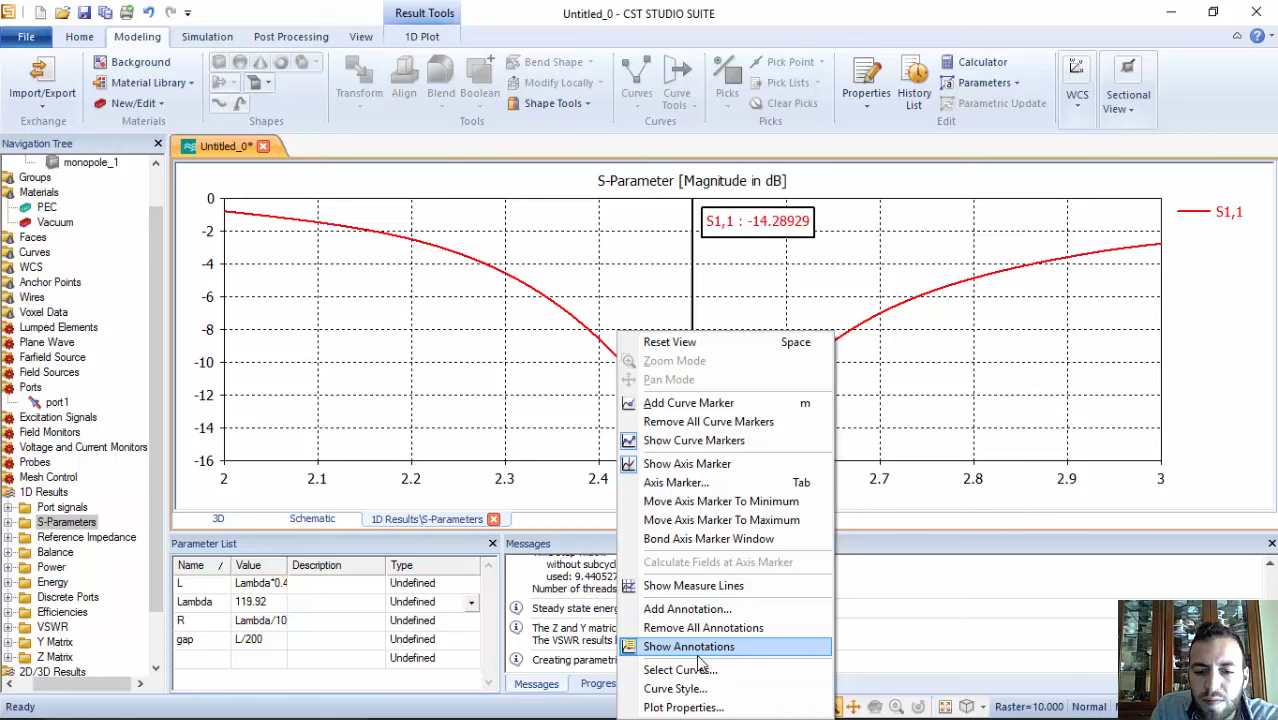 Result Tools
Untitled_0 - CST STUDIO SUITE
File
Home
Modeling
Simulation
Post Processing
View
1D Plot
Import/Export
Exchange
Background
Material Library
New/Edit
Materials
Shapes
Transform
Align
Blend
Boolean
Bend Shape
Modify Locally
Shape Tools
Tools
Curves
Curve
Tools
Curves
Picks
Pick Point
Pick Lists
Clear Picks
Picks
Properties
History
List
Calculator
Parameters
Parametric Update
Edit
WCS
Sectional
View
Navigation Tree
monopole_1
Groups
Materials
PEC
Vacuum
Faces
Curves
WCS
Anchor Points
Wires
Voxel Data
Lumped Elements
Plane Wave
Farfield Source
Field Sources
Ports
port1
Excitation Signals
Field Monitors
Voltage and Current Monitors
Probes
Mesh Control
1D Results
Port signals
S-Parameters
Reference Impedance
Balance
Power
Energy
Discrete Ports
Efficiencies
VSWR
Y Matrix
Z Matrix
2D/3D Results
Untitled_0*
S-Parameter [Magnitude in dB]
0
-2
-4
-6
-8
-10
-12
-14
-16
2
2.1
2.2
2.3
2.4
2.7
2.8
2.9
3
S1,1 : -14.28929
S1,1
3D
Schematic
1D Results\S-Parameters
Reset View Space
Zoom Mode
Pan Mode
Add Curve Marker m
Remove All Curve Markers
Show Curve Markers
Show Axis Marker
Axis Marker... Tab
Move Axis Marker To Minimum
Move Axis Marker To Maximum
Bond Axis Marker Window
Calculate Fields at Axis Marker
Show Measure Lines
Add Annotation...
Remove All Annotations
Show Annotations
Select Curves...
Curve Style...
Plot Properties...
Parameter List
Name Value Description Type
L Lambda*0.4 Undefined
Lambda 119.92 Undefined
R Lambda/10 Undefined
gap L/200 Undefined
Undefined
Messages
without subcyc
used: 9.440527
Number of threads
Steady state energ
The Z and Y matric
The VSWR results
Creating parametri
Messages
Progres
Ready
Raster=10.000
Normal